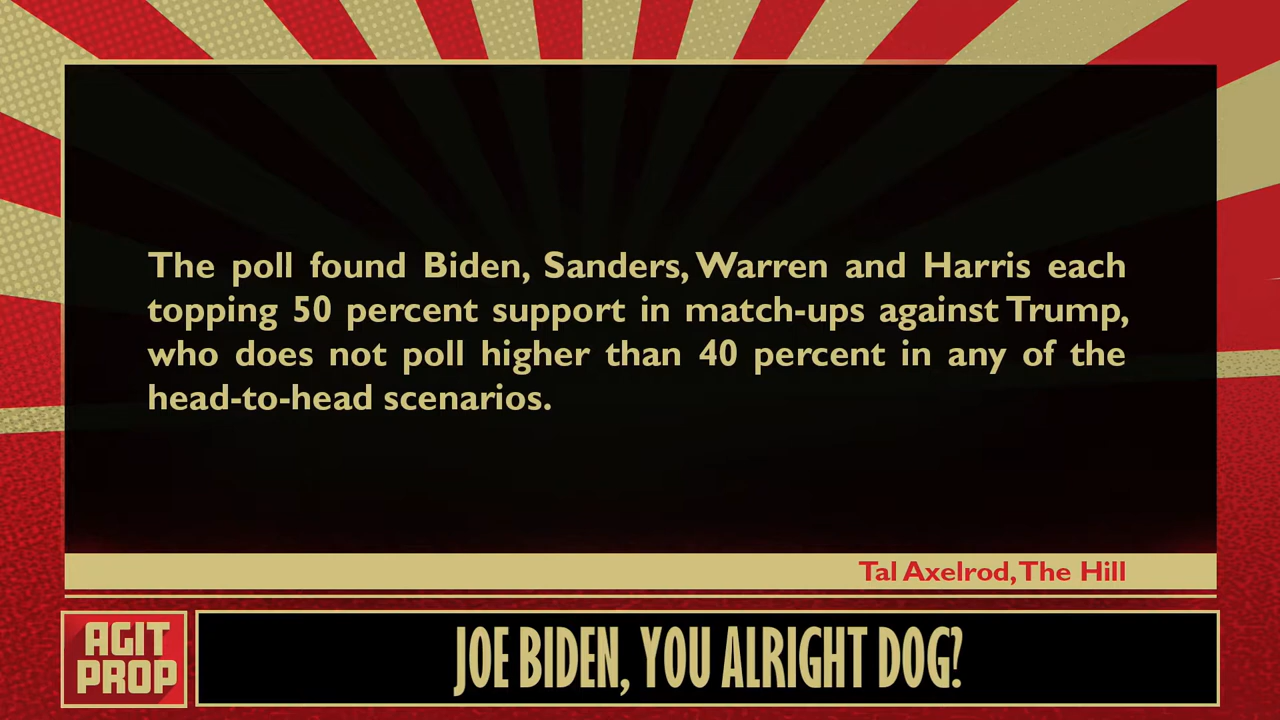 The poll found Biden, Sanders, Warren and Harris each
topping 50 percent support in match-ups against Trump,
who does not poll higher than 40 percent in any of the
head-to-head scenarios.
Tal Axelrod, The Hill
AGIT
PROP
JOE BIDEN, YOU ALRIGHT DOG?